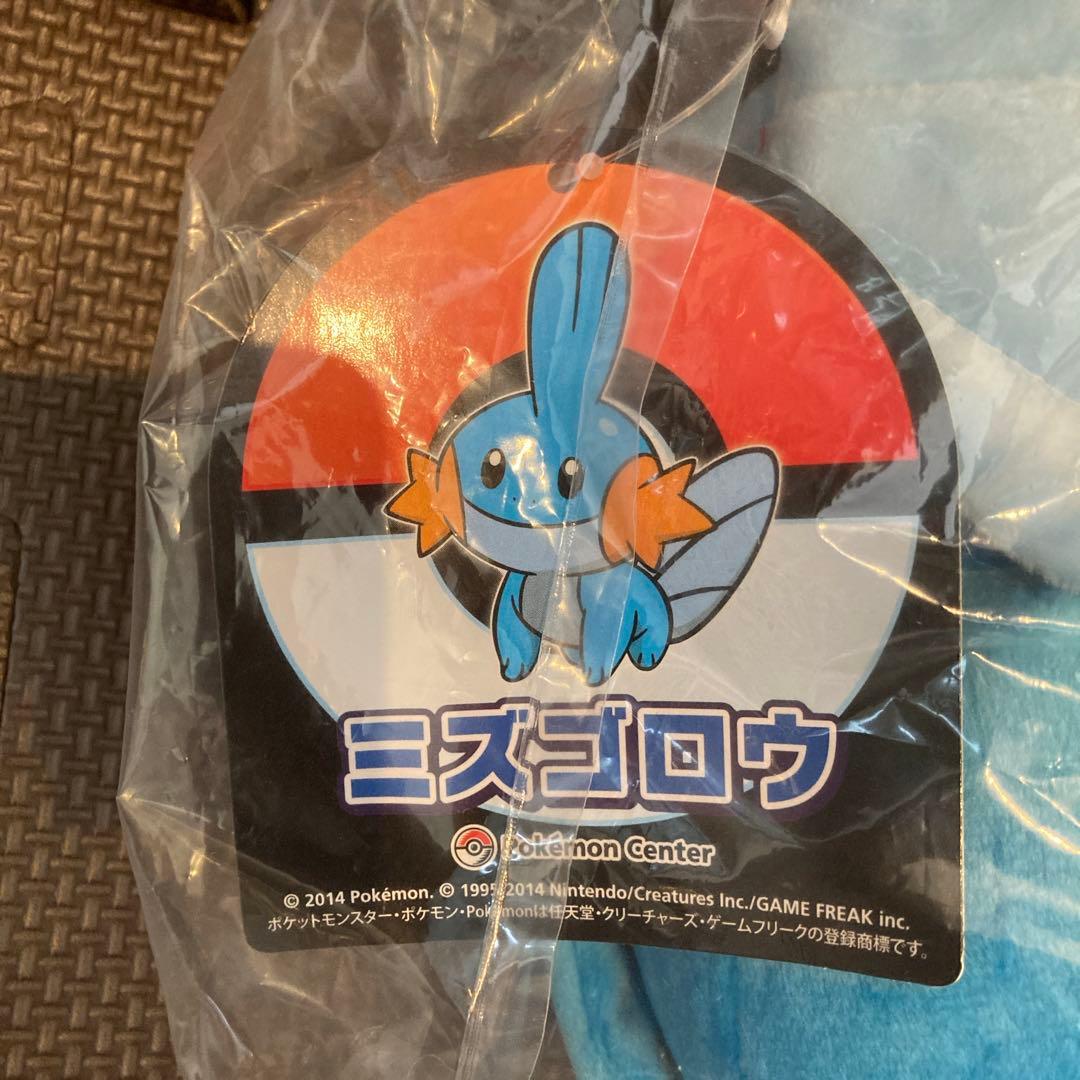 ミズゴロウ
Pokémon Center
© 2014 Pokémon. © 1995-2014 Nintendo/Creatures Inc./GAME FREAK inc.
ポケットモンスター・ポケモン・Pokémonは任天堂・クリーチャーズ・ゲームフリークの登録商標です。